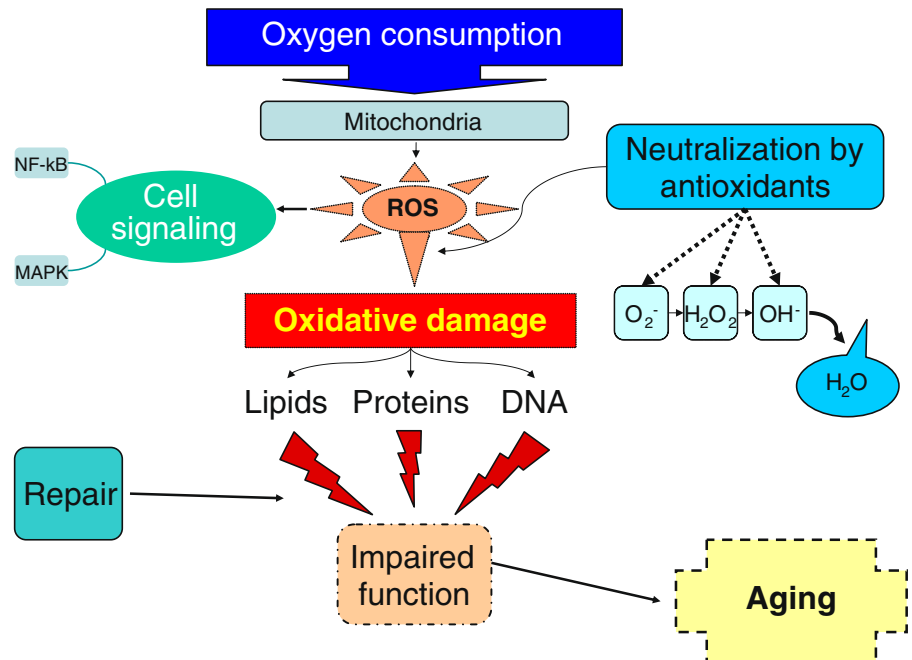 Oxygen consumption
Mitochondria
NF-kB
Cell
signaling
MAPK
ROS
Neutralization by
antioxidants
O₂⁻
H₂O₂
OH⁻
H₂O
Oxidative damage
Lipids
Proteins
DNA
Repair
Impaired
function
Aging